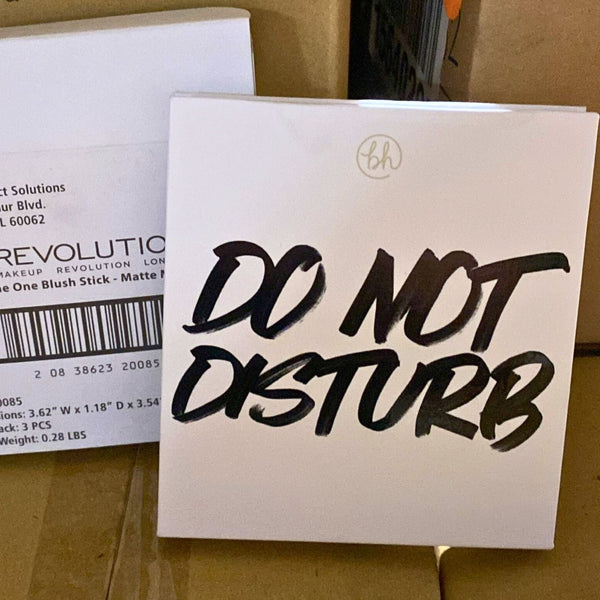 ct Solutions
ur Blvd.
L 60062
REVOLUTIO
MAKEUP REVOLUTION LON
e One Blush Stick - Matte
2 08 38623 20085
0085
ions: 3.62" W x 1.18" D x 3.54
ack: 3 PCS
Weight: 0.28 LBS
bh
DO NOT
DISTURB